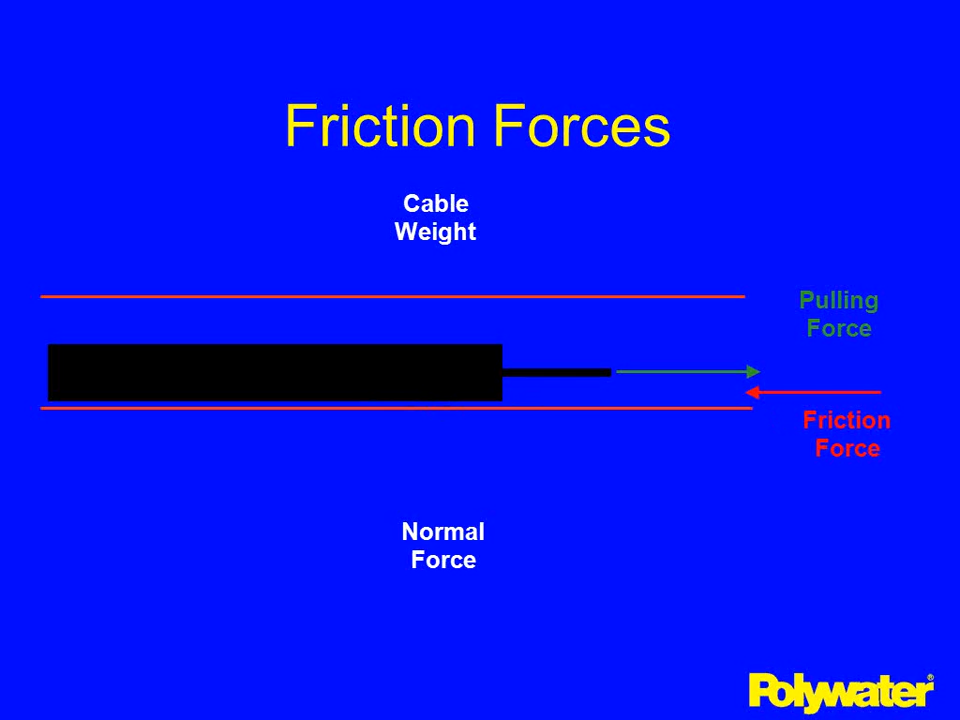 Friction Forces
Cable
Weight
Pulling
Force
Friction
Force
Normal
Force
Polywater®